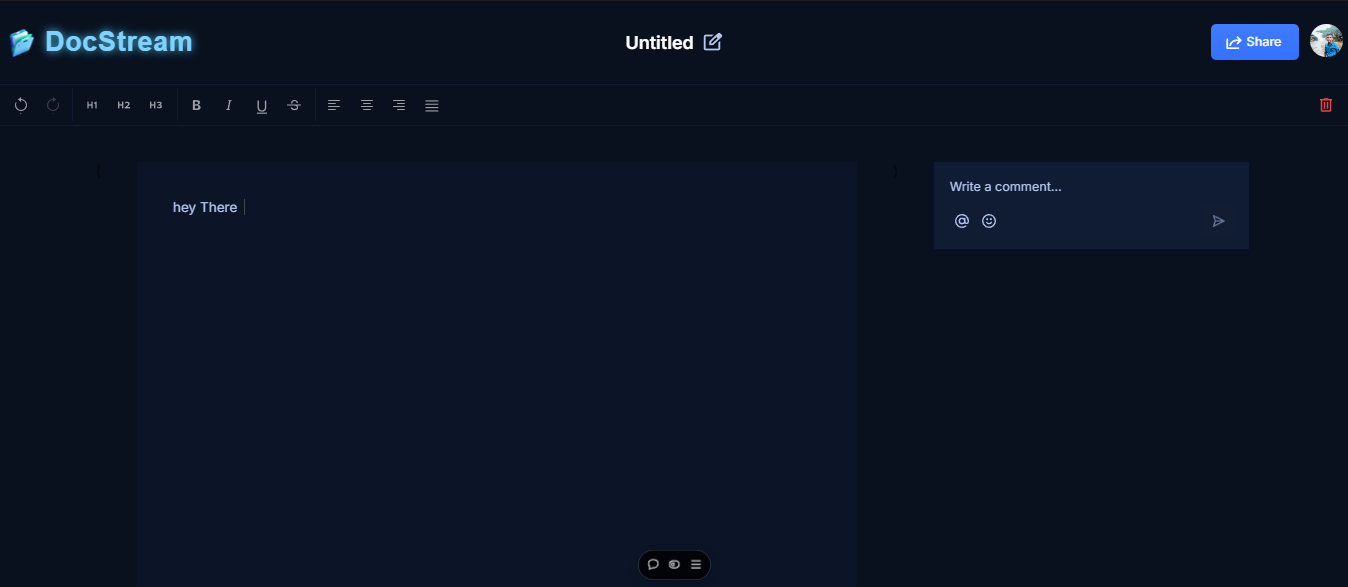 DocStream
Untitled
Share
H1 H2 H3 B I U S
hey There
Write a comment...
@